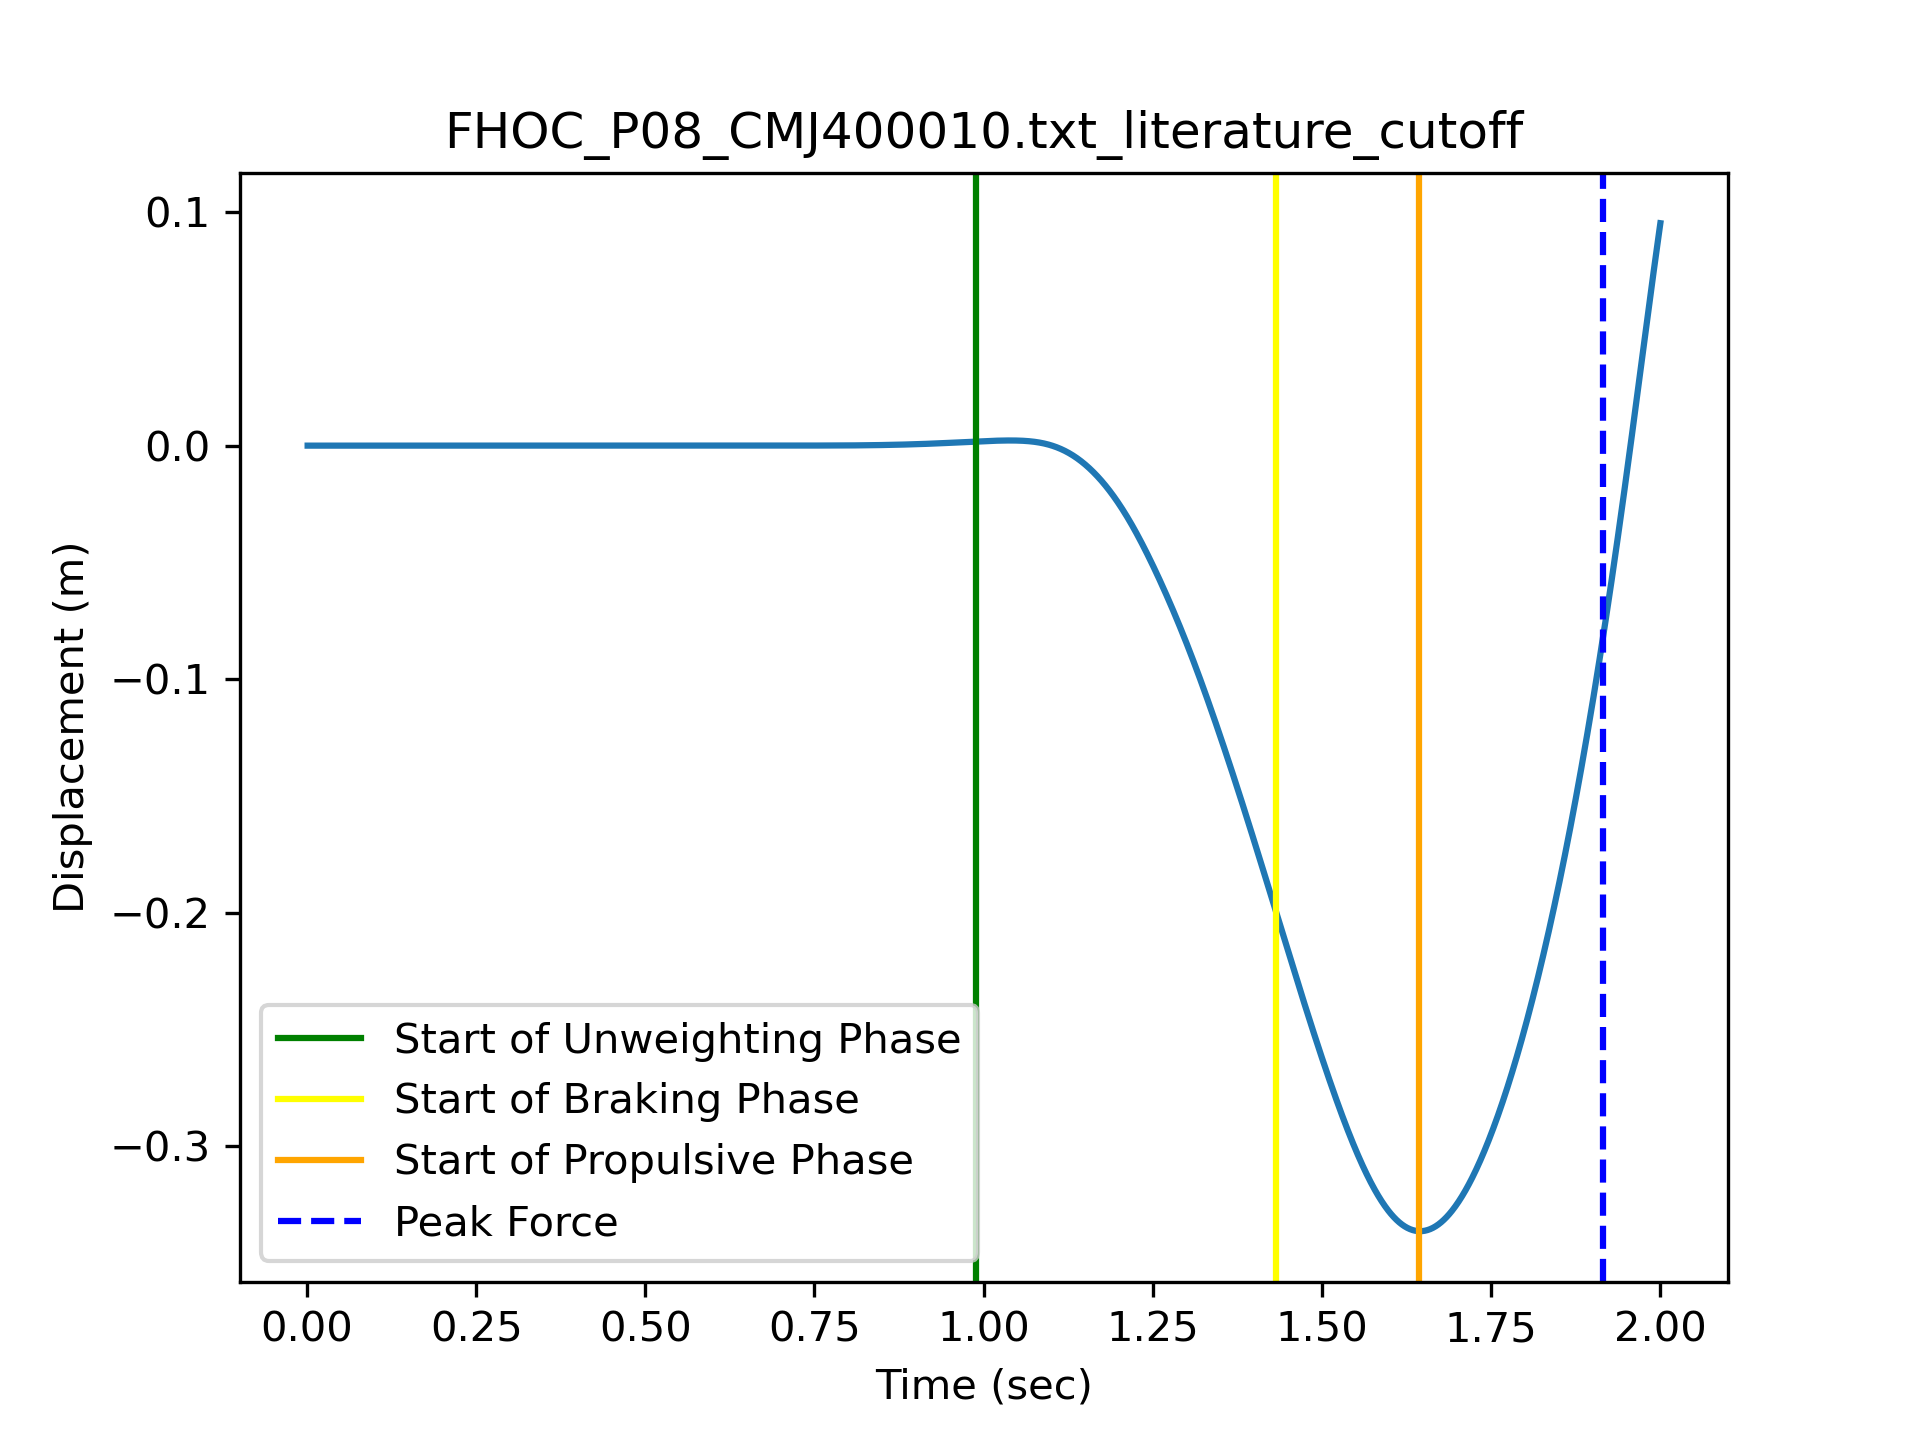 FHOC_P08_CMJ400010.txt_literature_cutoff
0.1
0.0
−0.1
−0.2
−0.3
Displacement (m)
Start of Unweighting Phase
Start of Braking Phase
Start of Propulsive Phase
Peak Force
0.00 0.25 0.50 0.75 1.00 1.25 1.50 1.75 2.00
Time (sec)